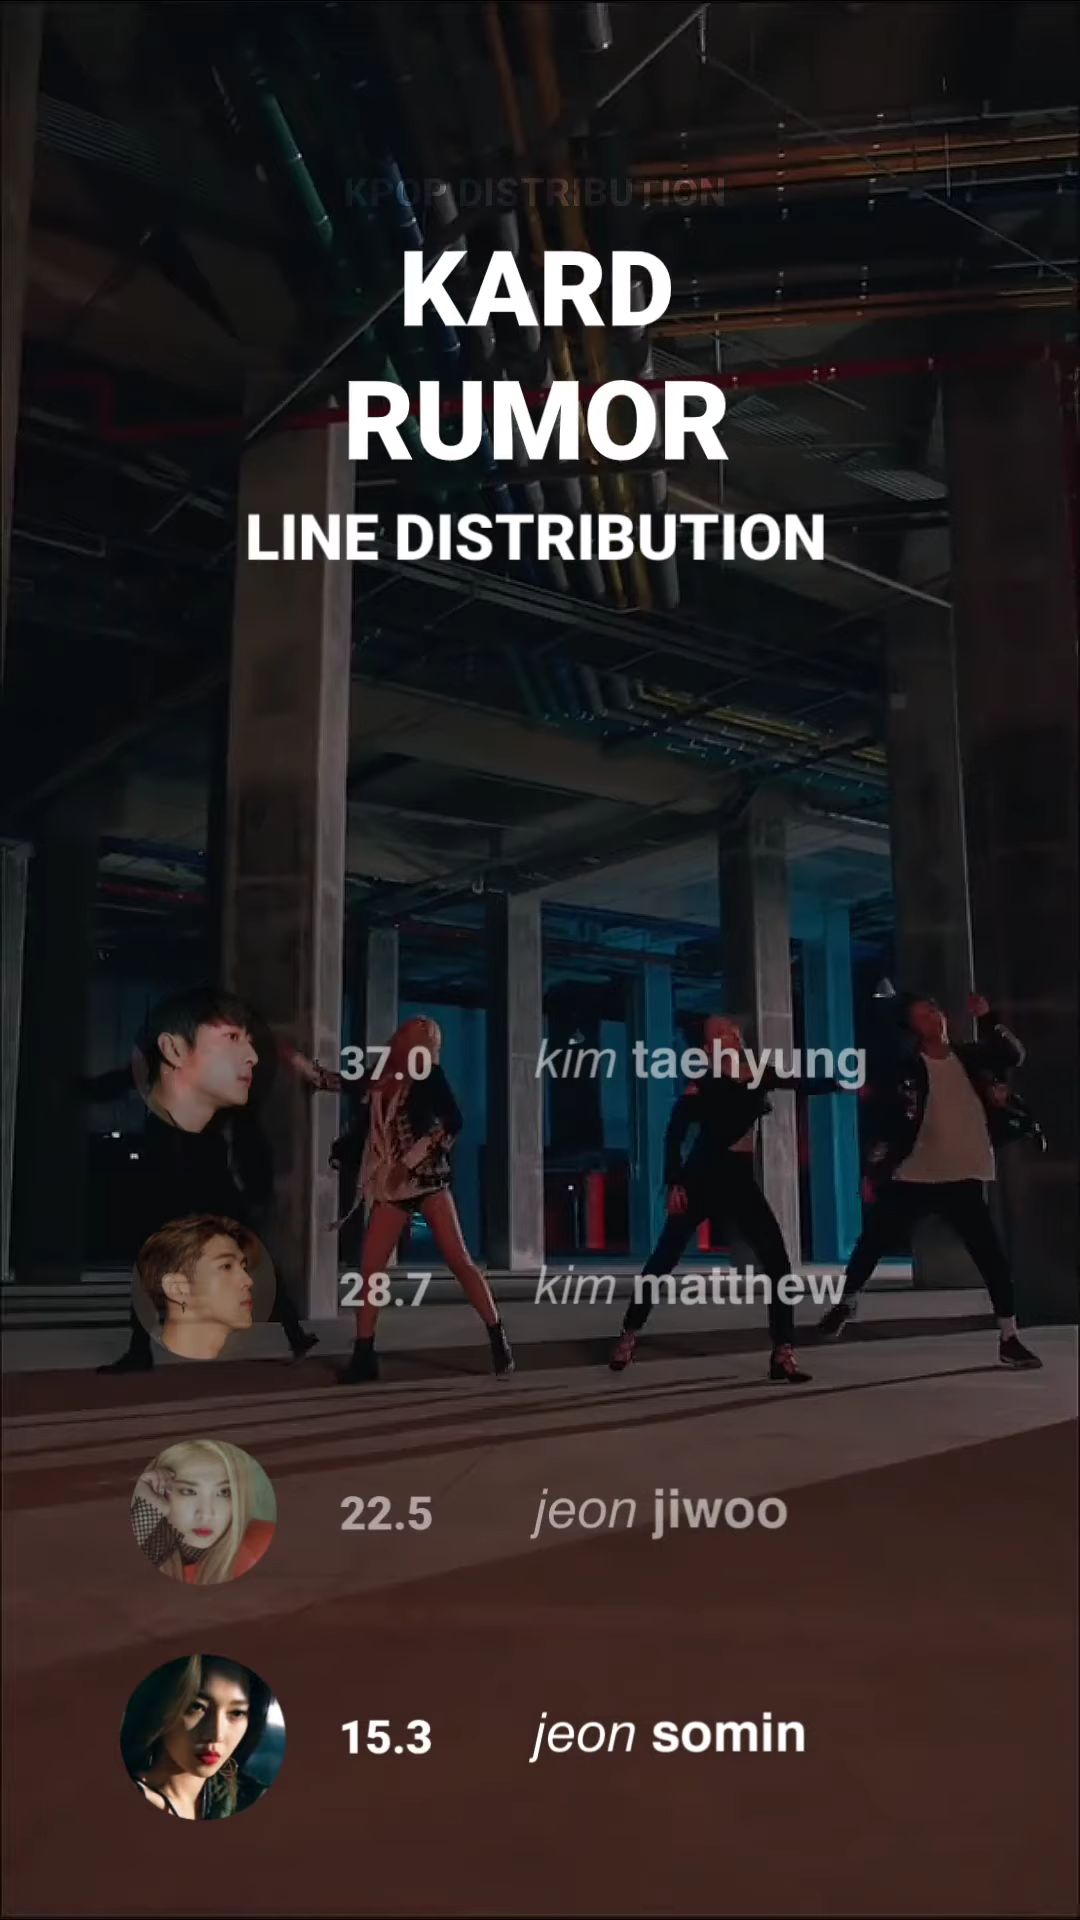 KPOP DISTRIBUTION
KARD
RUMOR
LINE DISTRIBUTION
37.0 kim taehyung
28.7 kim matthew
22.5 jeon jiwoo
15.3 jeon somin